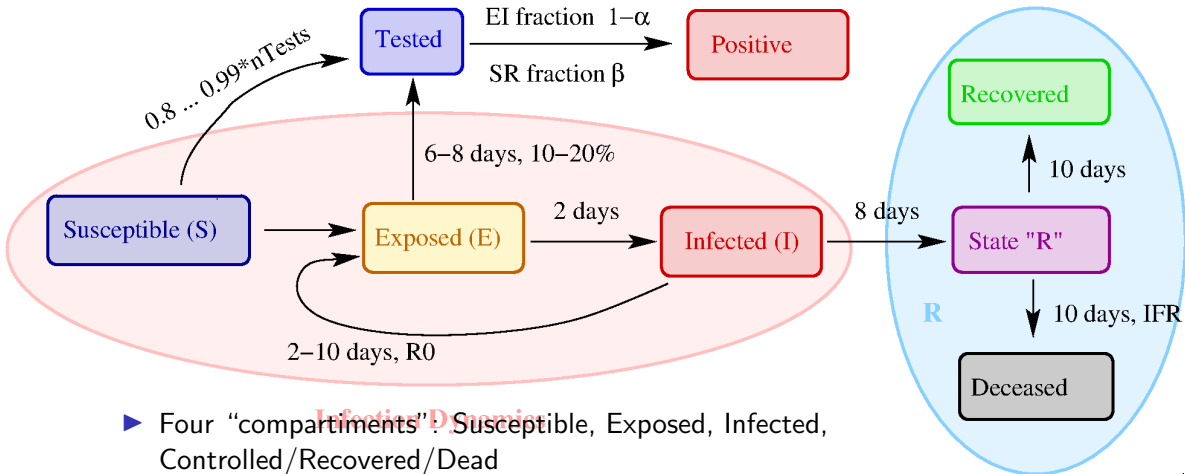 EI fraction 1−α
Tested
Positive
SR fraction β
0.8 ... 0.99*nTests
Recovered
6−8 days, 10−20%
10 days
Susceptible (S)
Exposed (E)
2 days
Infected (I)
8 days
State "R"
R
10 days, IFR
2−10 days, R0
Deceased
Infection Dynamics
▶ Four “compartiments”: Susceptible, Exposed, Infected,
Controlled/Recovered/Dead